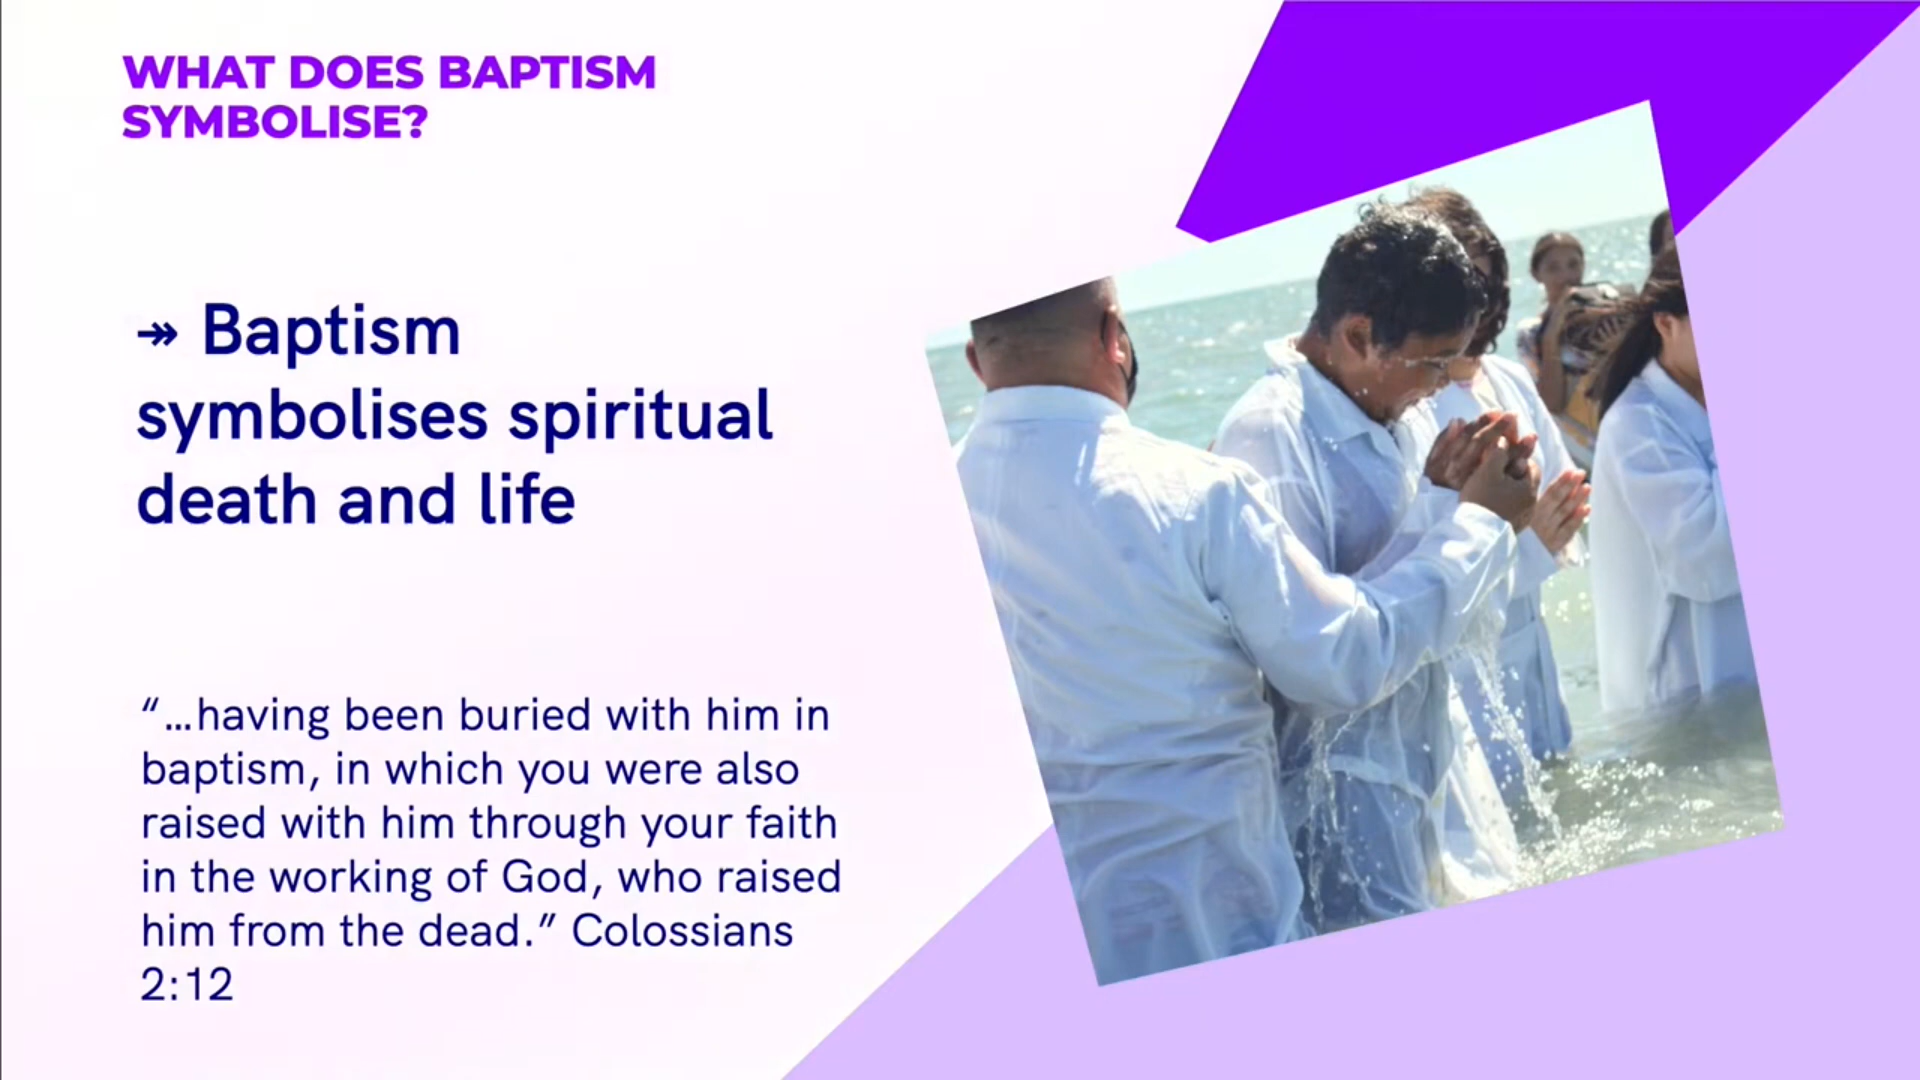 WHAT DOES BAPTISM
SYMBOLISE?
↠ Baptism
symbolises spiritual
death and life
“...having been buried with him in
baptism, in which you were also
raised with him through your faith
in the working of God, who raised
him from the dead.” Colossians
2:12